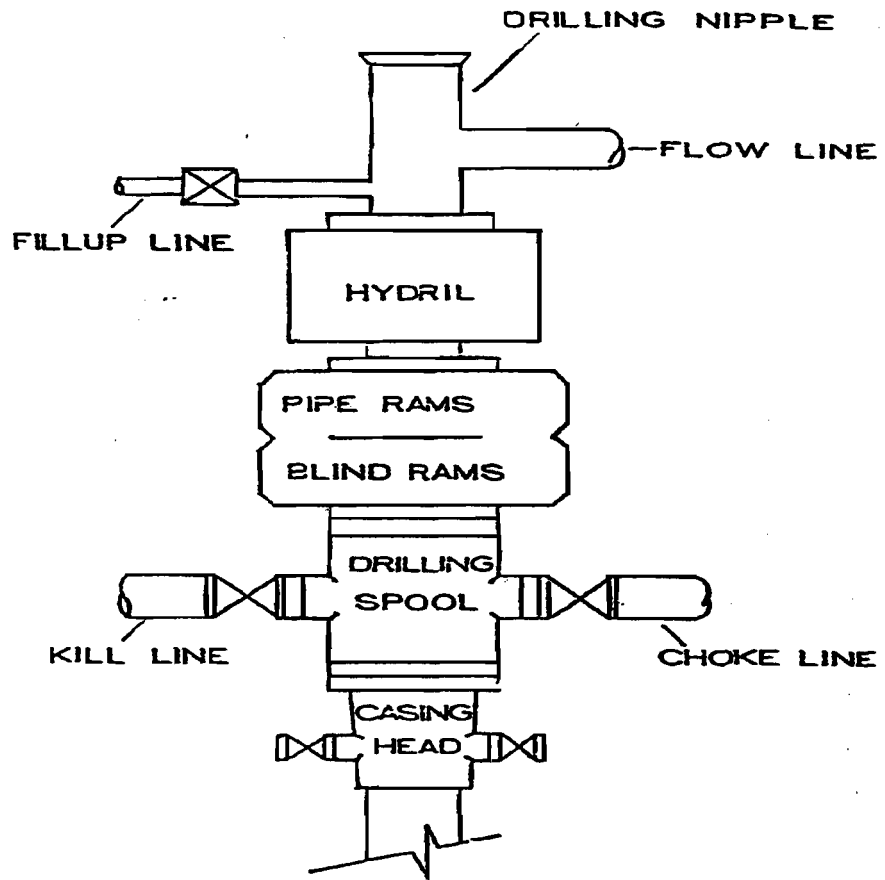 DRILLING NIPPLE
FLOW LINE
FILLUP LINE
HYDRIL
PIPE RAMS
BLIND RAMS
DRILLING
SPOOL
KILL LINE
CHOKE LINE
CASING
HEAD